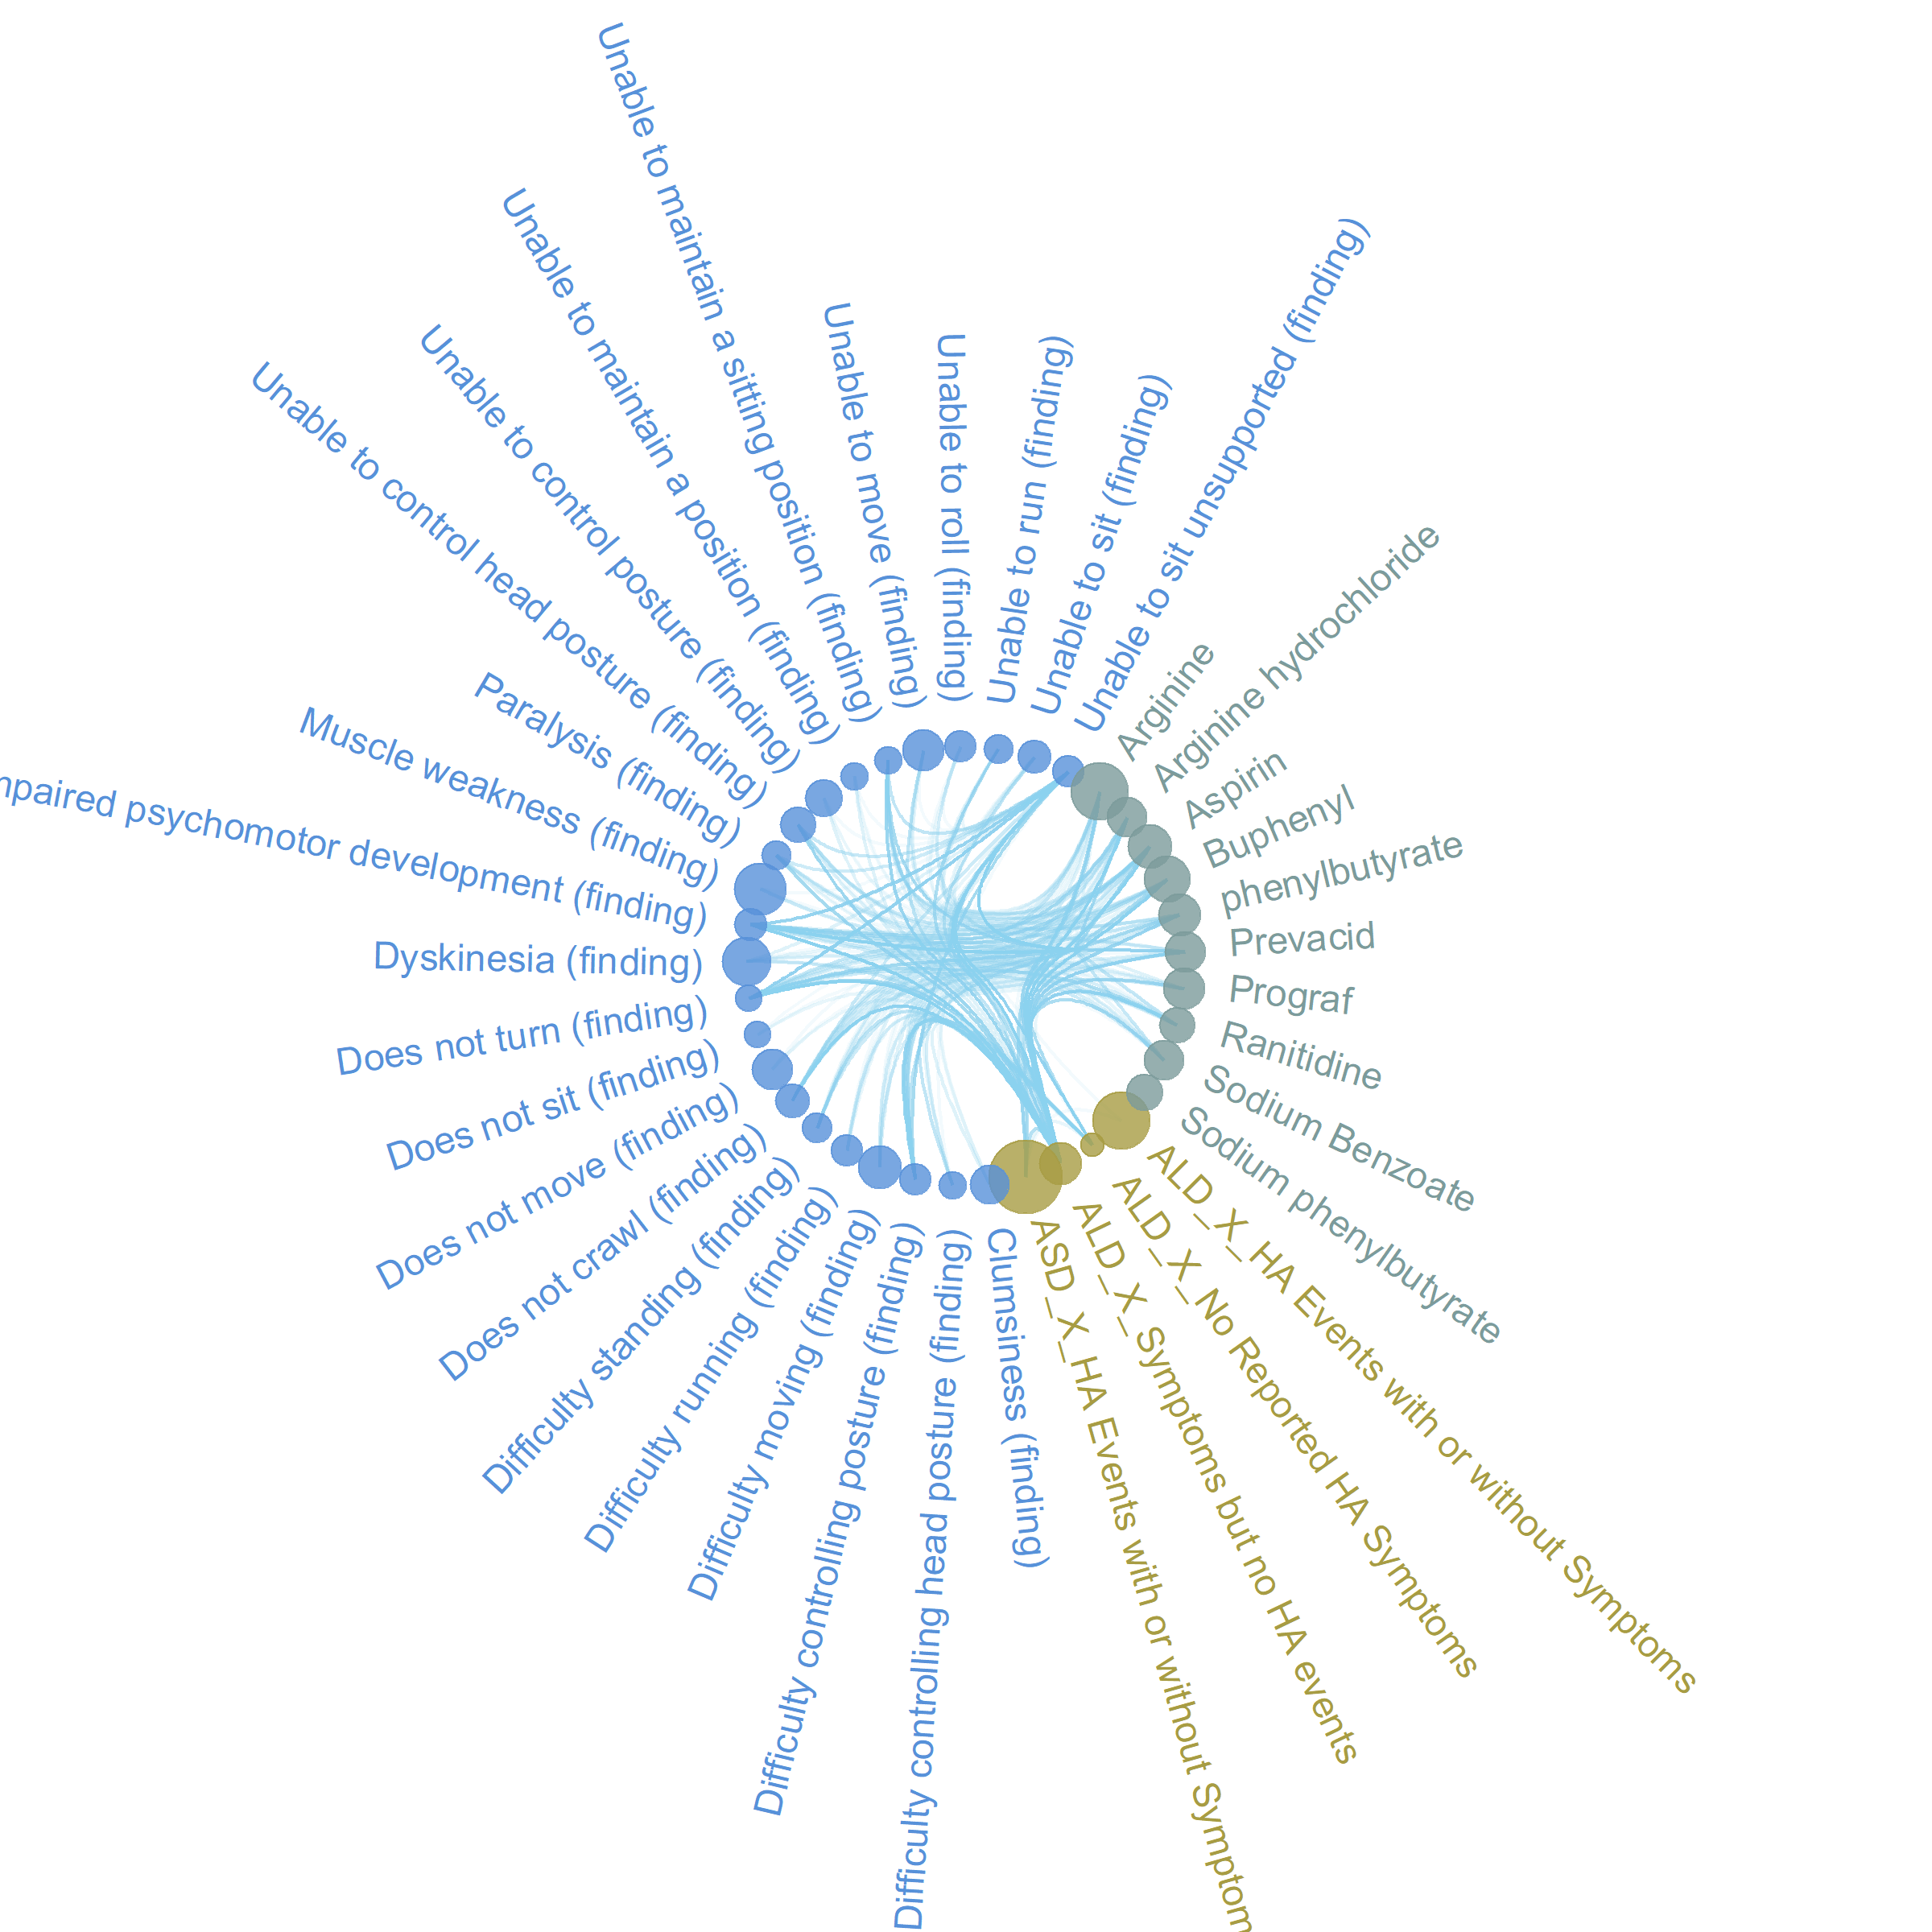 Unable to maintain a sitting position (finding)
Unable to maintain a position (finding)
Unable to control posture (finding)
Unable to control head posture (finding)
Paralysis (finding)
Muscle weakness (finding)
mpaired psychomotor development (finding)
Dyskinesia (finding)
Does not turn (finding)
Does not sit (finding)
Does not move (finding)
Does not crawl (finding)
Difficulty standing (finding)
Difficulty running (finding)
Difficulty moving (finding)
Difficulty controlling posture (finding)
Difficulty controlling head posture (finding)
Clumsiness (finding)
ASD_X_HA Events with or without Symptom
ALD_X_Symptoms but no HA events
ALD_X_No Reported HA Symptoms
ALD_X_HA Events with or without Symptoms
Sodium phenylbutyrate
Sodium Benzoate
Ranitidine
Prograf
Prevacid
phenylbutyrate
Buphenyl
Aspirin
Arginine hydrochloride
Arginine
Unable to sit unsupported (finding)
Unable to sit (finding)
Unable to run (finding)
Unable to roll (finding)
Unable to move (finding)